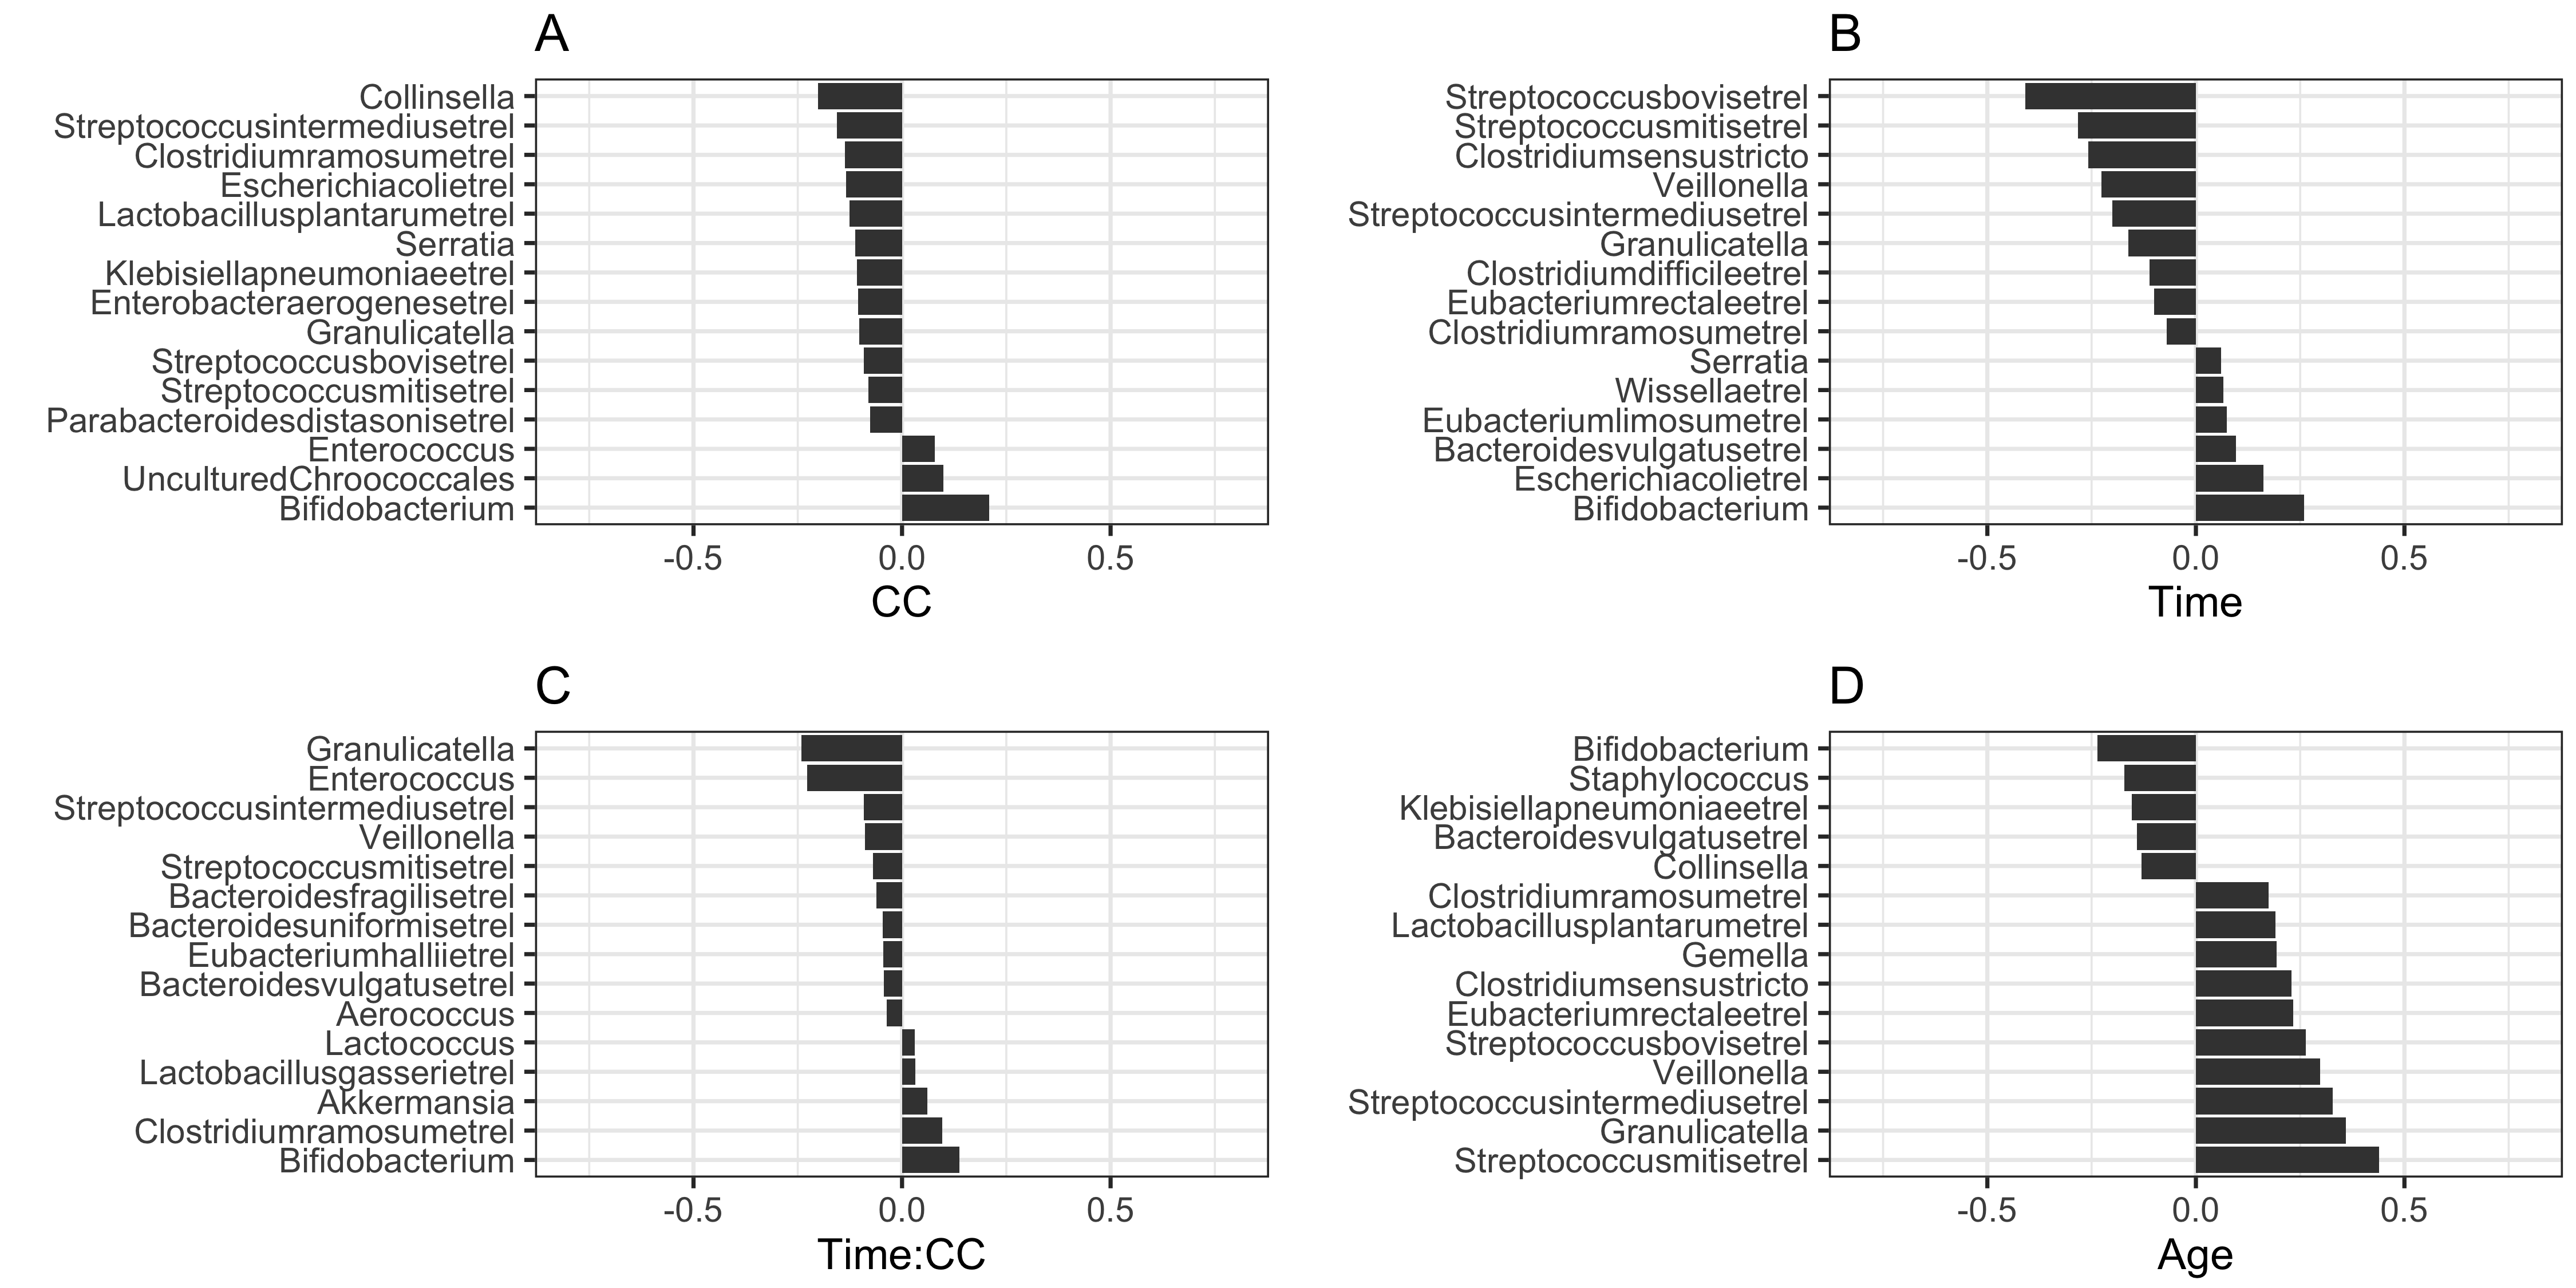 A
Collinsella
Streptococcusintermediusetrel
Clostridiumramosumetrel
Escherichiacolietrel
Lactobacillusplantarumetrel
Serratia
Klebisiellapneumoniaeetrel
Enterobacteraerogenesetrel
Granulicatella
Streptococcusbovisetrel
Streptococcusmitisetrel
Parabacteroidesdistasonisetrel
Enterococcus
UnculturedChroococcales
Bifidobacterium
-0.5 0.0 0.5
CC
B
Streptococcusbovisetrel
Streptococcusmitisetrel
Clostridiumsensustricto
Veillonella
Streptococcusintermediusetrel
Granulicatella
Clostridiumdifficileetrel
Eubacteriumrectaleetrel
Clostridiumramosumetrel
Serratia
Wissellaetrel
Eubacteriumlimosumetrel
Bacteroidesvulgatusetrel
Escherichiacolietrel
Bifidobacterium
-0.5 0.0 0.5
Time
C
Granulicatella
Enterococcus
Streptococcusintermediusetrel
Veillonella
Streptococcusmitisetrel
Bacteroidesfragilisetrel
Bacteroidesuniformisetrel
Eubacteriumhalliietrel
Bacteroidesvulgatusetrel
Aerococcus
Lactococcus
Lactobacillusgasserietrel
Akkermansia
Clostridiumramosumetrel
Bifidobacterium
-0.5 0.0 0.5
Time:CC
D
Bifidobacterium
Staphylococcus
Klebisiellapneumoniaeetrel
Bacteroidesvulgatusetrel
Collinsella
Clostridiumramosumetrel
Lactobacillusplantarumetrel
Gemella
Clostridiumsensustricto
Eubacteriumrectaleetrel
Streptococcusbovisetrel
Veillonella
Streptococcusintermediusetrel
Granulicatella
Streptococcusmitisetrel
-0.5 0.0 0.5
Age